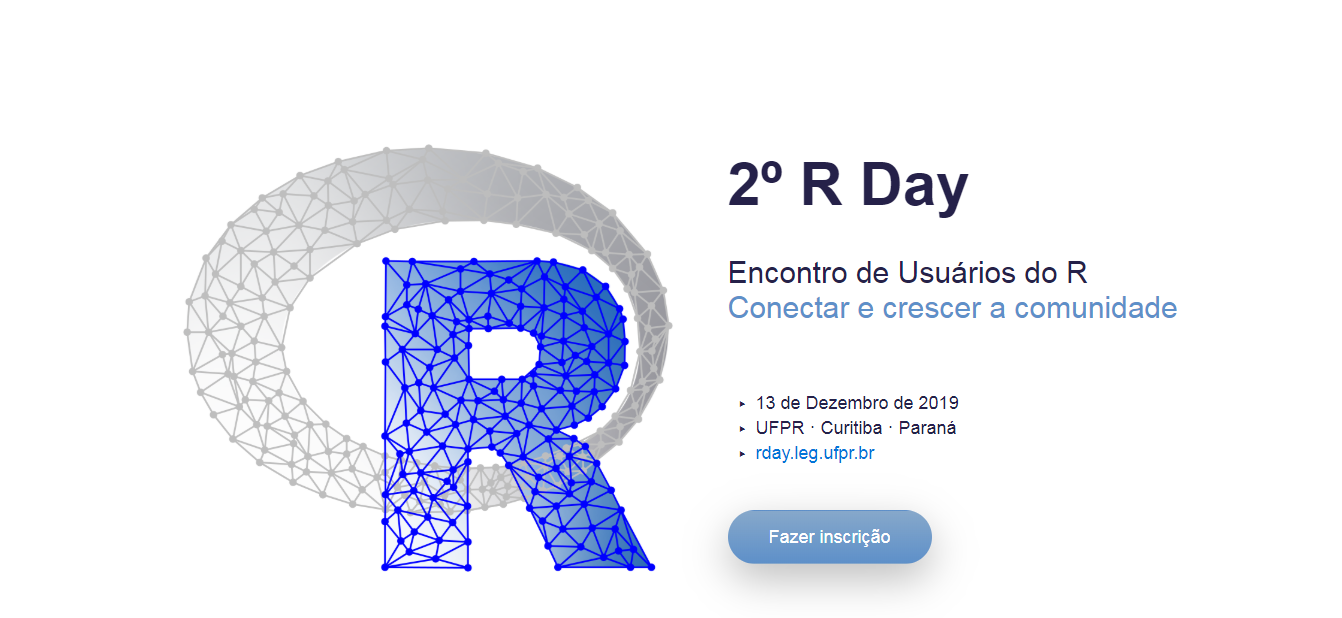 2º R Day
Encontro de Usuários do R
Conectar e crescer a comunidade
13 de Dezembro de 2019
UFPR · Curitiba · Paraná
rday.leg.ufpr.br
Fazer inscrição
R